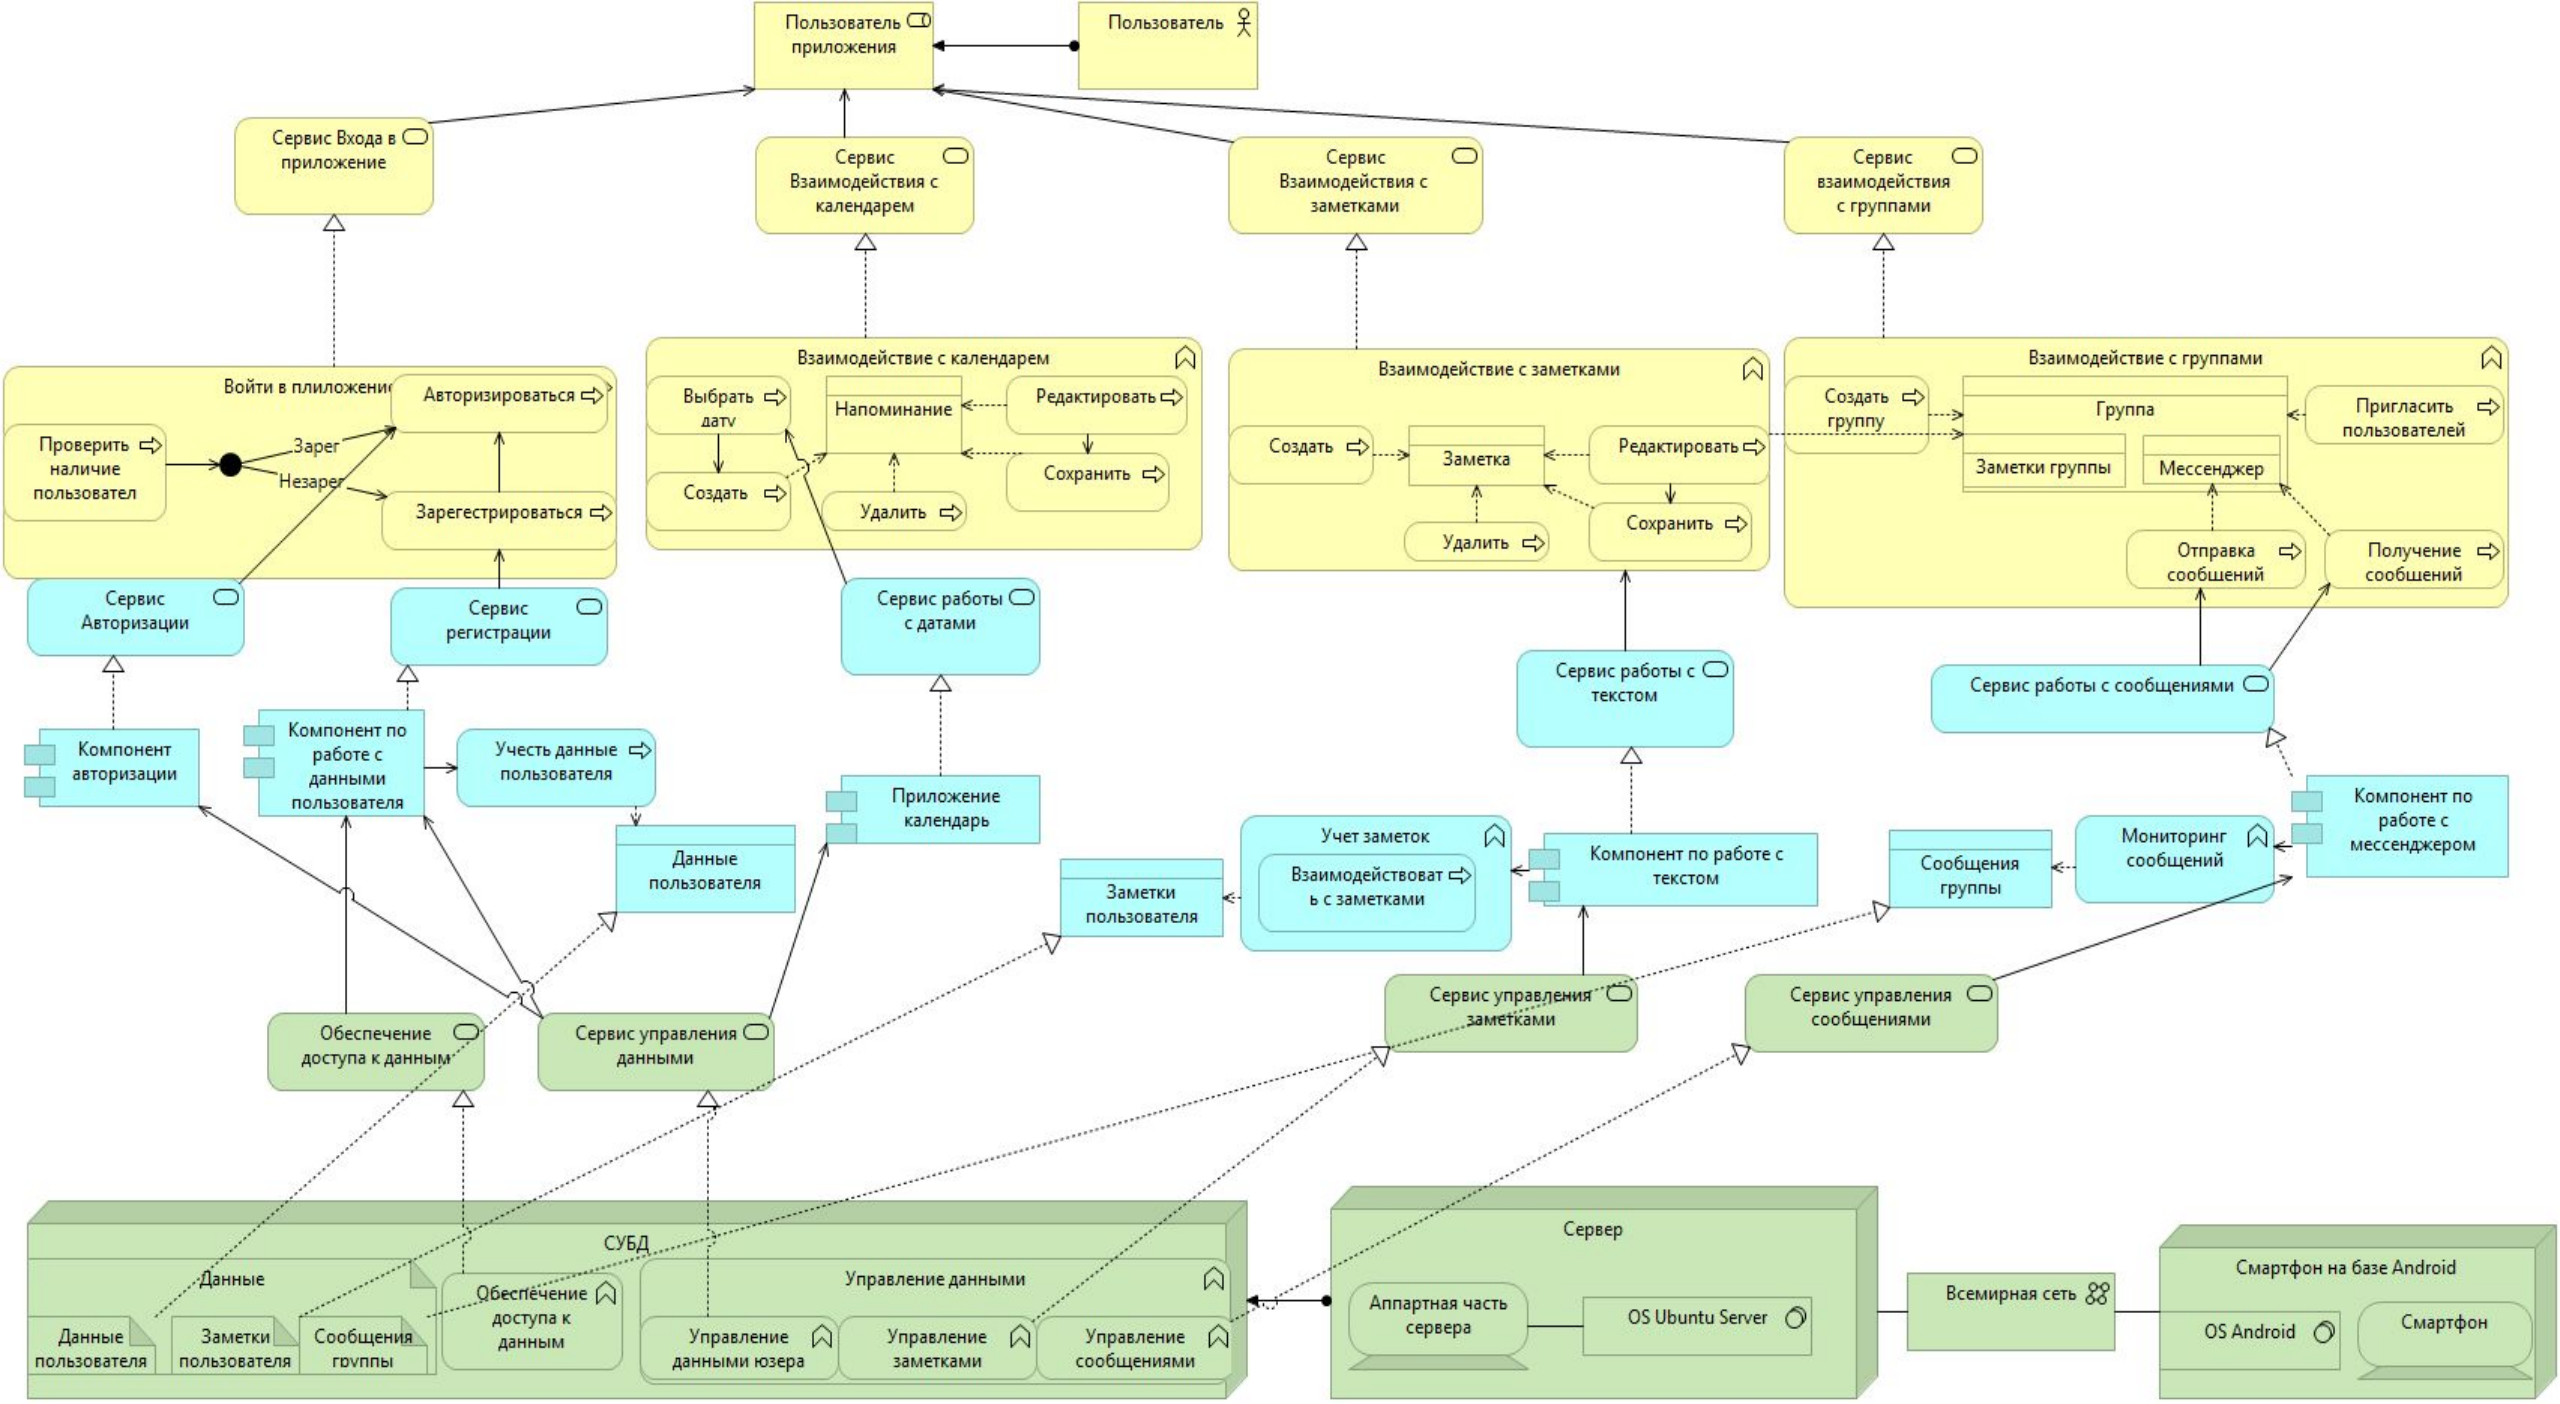 Пользователь
приложения
Пользователь
Сервис Входа в
приложение
Сервис
Взаимодействия с
календарем
Сервис
Взаимодействия с
заметками
Сервис
взаимодействия
с группами
Войти в плиложение
Авторизироваться
Проверить
наличие
пользовател
Зарег
Незарег
Зарегестрироваться
Взаимодействие с календарем
Выбрать
дату
Напоминание
Редактировать
Создать
Удалить
Сохранить
Взаимодействие с заметками
Создать
Заметка
Редактировать
Удалить
Сохранить
Взаимодействие с группами
Создать
группу
Группа
Заметки группы
Мессенджер
Пригласить
пользователей
Отправка
сообщений
Получение
сообщений
Сервис
Авторизации
Сервис
регистрации
Сервис работы
с датами
Сервис работы с
текстом
Сервис работы с сообщениями
Компонент
авторизации
Компонент по
работе с
данными
пользователя
Учесть данные
пользователя
Данные
пользователя
Приложение
календарь
Заметки
пользователя
Учет заметок
Взаимодействоват
ь с заметками
Компонент по работе с
текстом
Сообщения
группы
Мониторинг
сообщений
Компонент по
работе с
мессенджером
Обеспечение
доступа к данным
Сервис управления
данными
Сервис управления
заметками
Сервис управления
сообщениями
СУБД
Данные
Данные
пользователя
Заметки
пользователя
Сообщения
группы
Обеспечение
доступа к
данным
Управление данными
Управление
данными юзера
Управление
заметками
Управление
сообщениями
Сервер
Аппартная часть
сервера
OS Ubuntu Server
Всемирная сеть
Смартфон на базе Android
OS Android
Смартфон